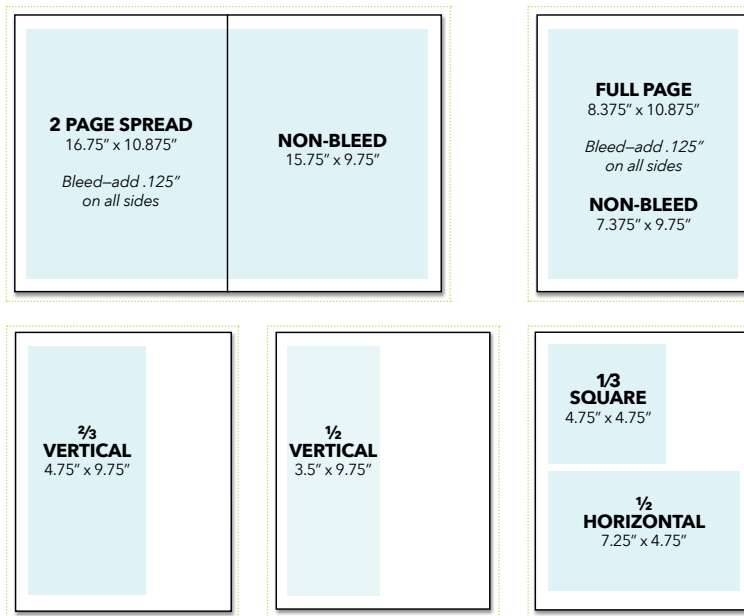 2 PAGE SPREAD
16.75” x 10.875”
Bleed–add .125”
on all sides
NON-BLEED
15.75” x 9.75”
FULL PAGE
8.375” x 10.875”
Bleed–add .125”
on all sides
NON-BLEED
7.375” x 9.75”
⅔
VERTICAL
4.75” x 9.75”
½
VERTICAL
3.5” x 9.75”
1⁄3
SQUARE
4.75” x 4.75”
½
HORIZONTAL
7.25” x 4.75”